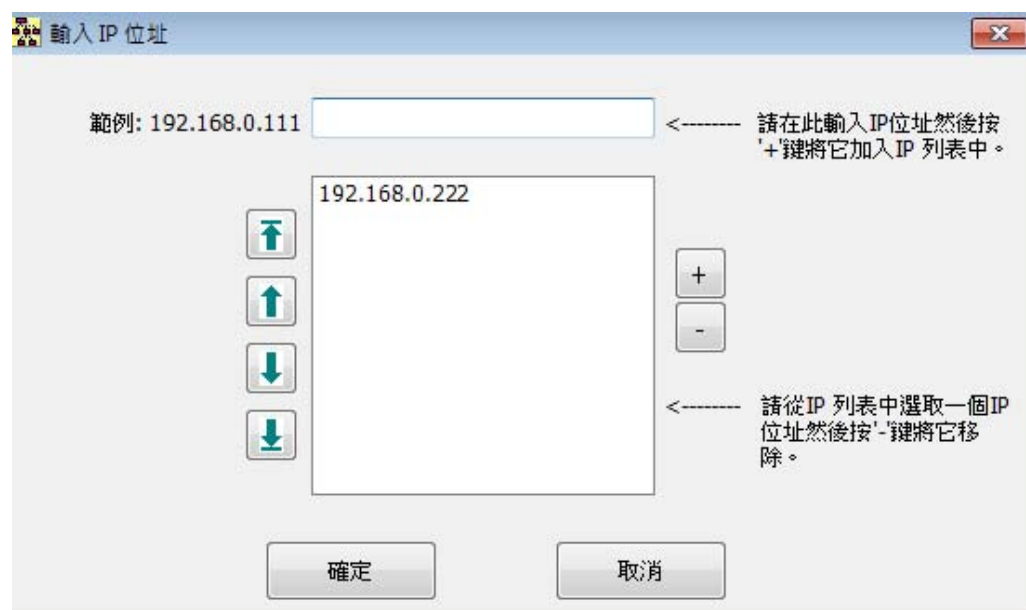 輸入 IP 位址
範例: 192.168.0.111
<-------- 請在此輸入IP位址然後按
'+'鍵將它加入IP 列表中。
192.168.0.222
+
-
<-------- 請從IP 列表中選取一個IP
位址然後按'-'鍵將它移
除。
確定
取消